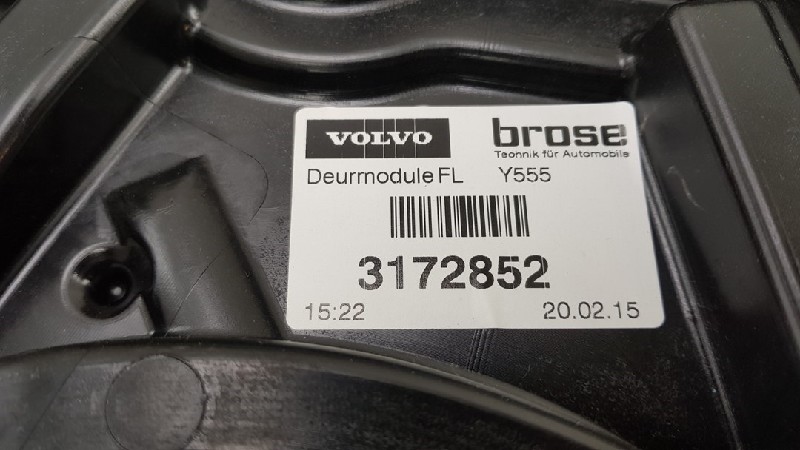 VOLVO brose
Technik für Automobile
Deurmodule FL Y555
3172852
15:22 20.02.15